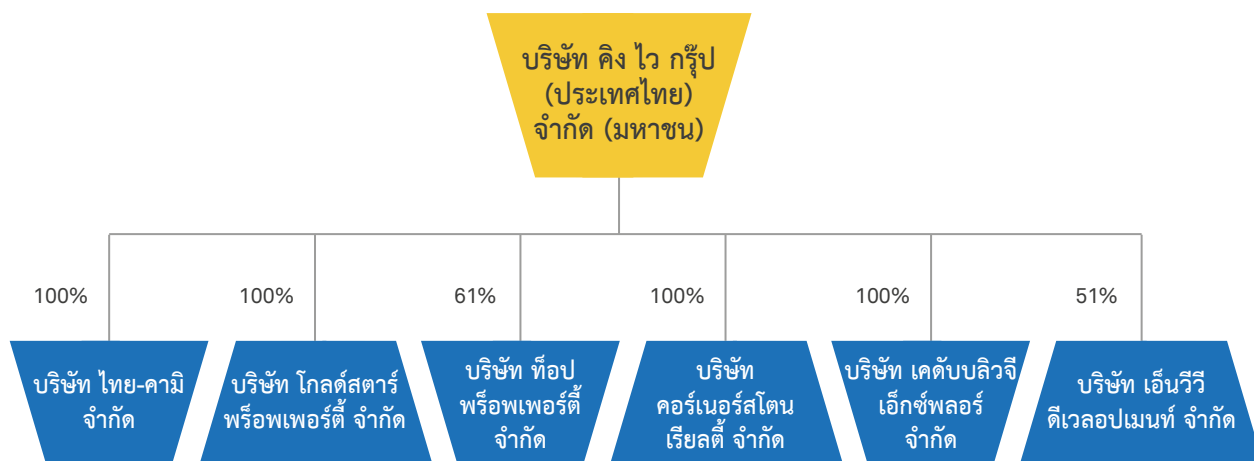 บริษัท คิง ไว กรุ๊ป
(ประเทศไทย)
จำกัด (มหาชน)
100%
100%
61%
100%
100%
51%
บริษัท ไทย-คามิ
จำกัด
บริษัท โกลด์สตาร์
พร็อพเพอร์ตี้ จำกัด
บริษัท ท็อป
พร็อพเพอร์ตี้
จำกัด
บริษัท
คอร์เนอร์สโตน
เรียลตี้ จำกัด
บริษัท เคดับบลิวจี
เอ็กซ์พลอร์
จำกัด
บริษัท เอ็นวีวี
ดีเวลอปเมนท์ จำกัด